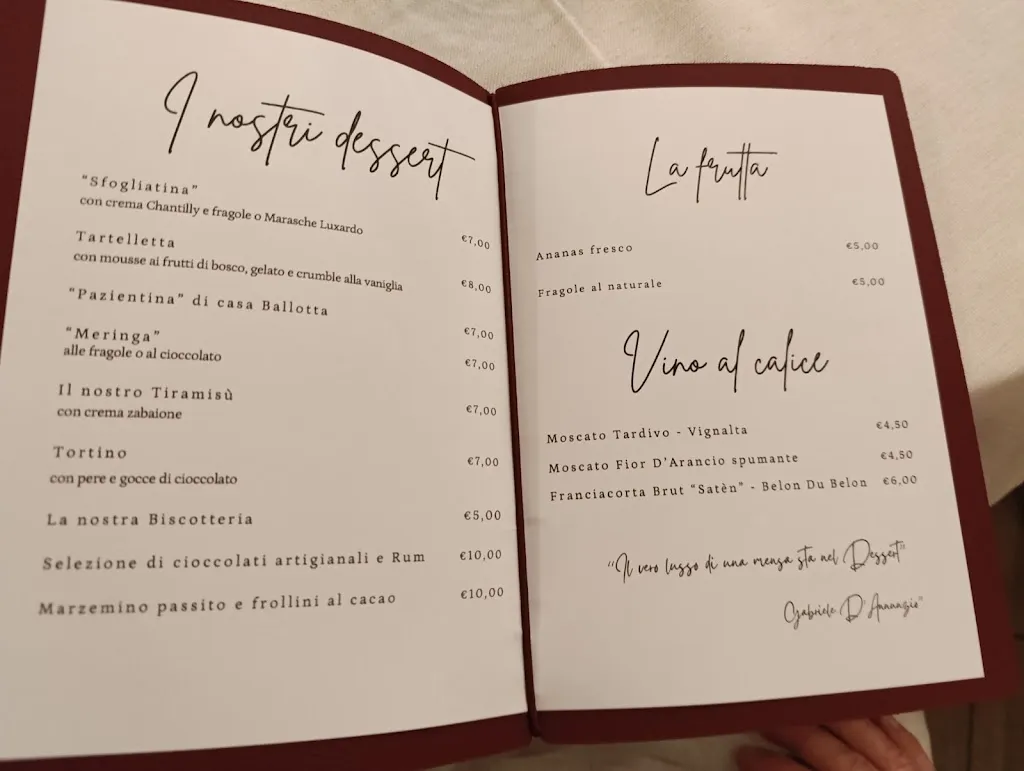 I nostri dessert
"Sfogliatina"
con crema Chantilly e fragole o Marasche Luxardo
€7,00
Tartelletta
con mousse ai frutti di bosco, gelato e crumble alla vaniglia
€8,00
"Pazientina" di casa Ballotta
€7,00
"Meringa"
alle fragole o al cioccolato
€7,00
Il nostro Tiramisù
con crema zabaione
€7,00
Tortino
con pere e gocce di cioccolato
€7,00
La nostra Biscotteria €5,00
Selezione di cioccolati artigianali e Rum €10,00
Marzemino passito e frollini al cacao €10,00
La frutta
Ananas fresco €5,00
Fragole al naturale €5,00
Vino al calice
Moscato Tardivo - Vignalta €4,50
Moscato Fior D'Arancio spumante €4,50
Franciacorta Brut "Satèn" - Belon Du Belon €6,00
"Il vero lusso di una mensa sta nel Dessert"
Gabriele D'Annunzio"